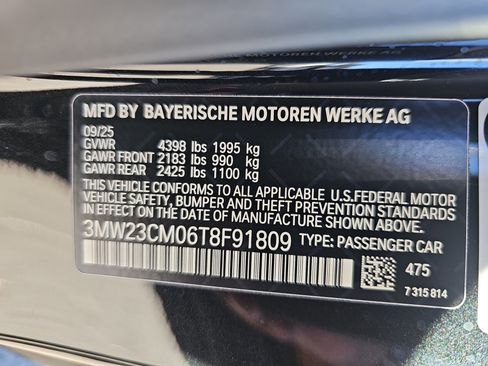 MOTOREN WERKE AG
MFD BY BAYERISCHE MOTOREN WERKE AG
09/25
GVWR 4398 lbs 1995 kg
GAWR FRONT 2183 lbs 990 kg
GAWR REAR 2425 lbs 1100 kg
THIS VEHICLE CONFORMS TO ALL APPLICABLE U.S.FEDERAL MOTOR
VEHICLE SAFETY, BUMPER AND THEFT PREVENTION STANDARDS
IN EFFECT ON THE DATE OF MANUFACTURE SHOWN ABOVE.
3MW23CM06T8F91809 TYPE: PASSENGER CAR
475
7 315 814